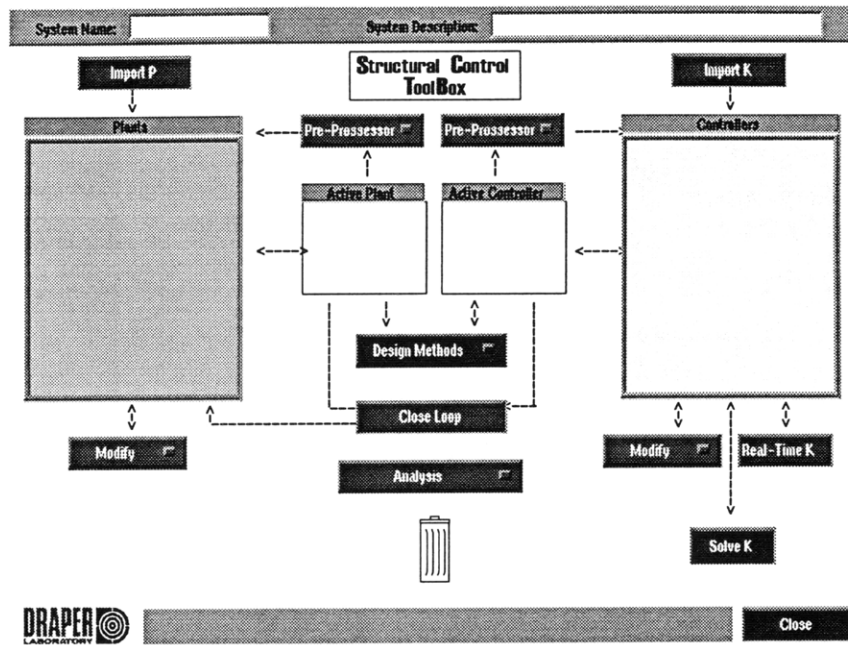 System Name:
System Description:
Import P
Structural Control
ToolBox
Import K
Plants
Pre-Prossessor
Pre-Prossessor
Controllers
Active Plant
Active Controller
Design Methods
Close Loop
Modify
Modify
Real-Time K
Analysis
Solve K
DRAPER
LABORATORY
Close